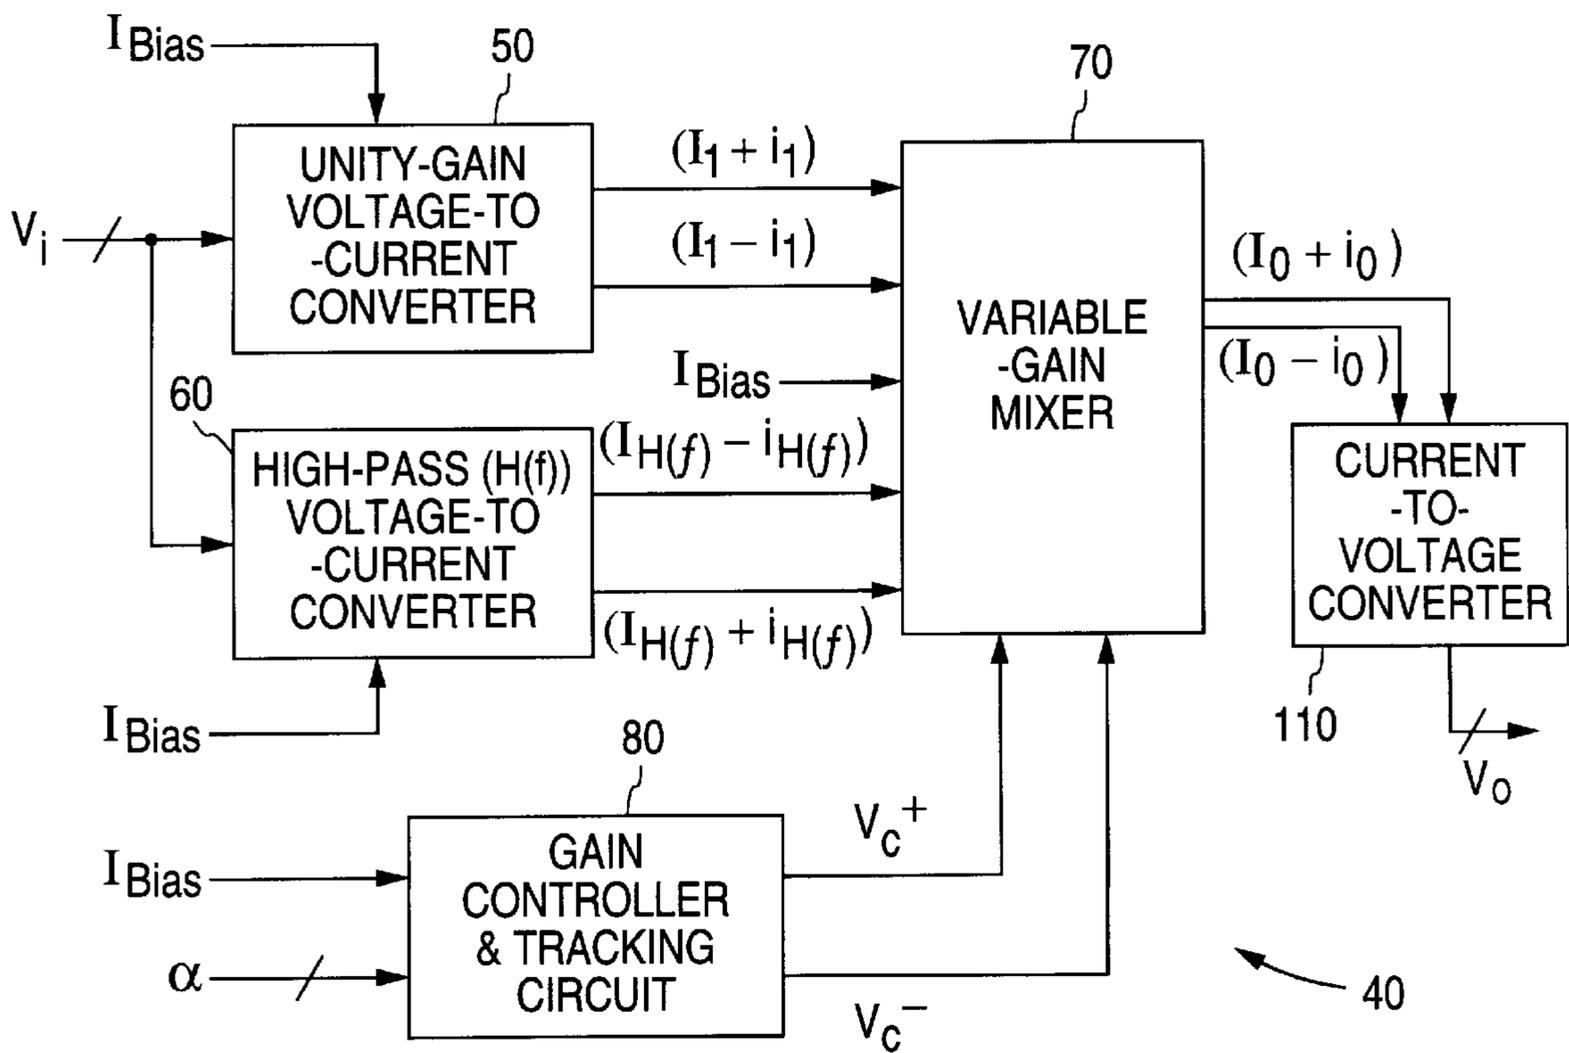 I Bias
50
UNITY-GAIN
VOLTAGE-TO
-CURRENT
CONVERTER
Vi
(I1 + i1)
(I1 − i1)
70
VARIABLE
-GAIN
MIXER
(I0 + i0 )
(I0 − i0 )
I Bias
60
HIGH-PASS (H(f))
VOLTAGE-TO
-CURRENT
CONVERTER
(IH(f) − iH(f))
(IH(f) + iH(f))
I Bias
CURRENT
-TO-
VOLTAGE
CONVERTER
110
Vo
80
I Bias
α
GAIN
CONTROLLER
& TRACKING
CIRCUIT
Vc+
Vc−
40